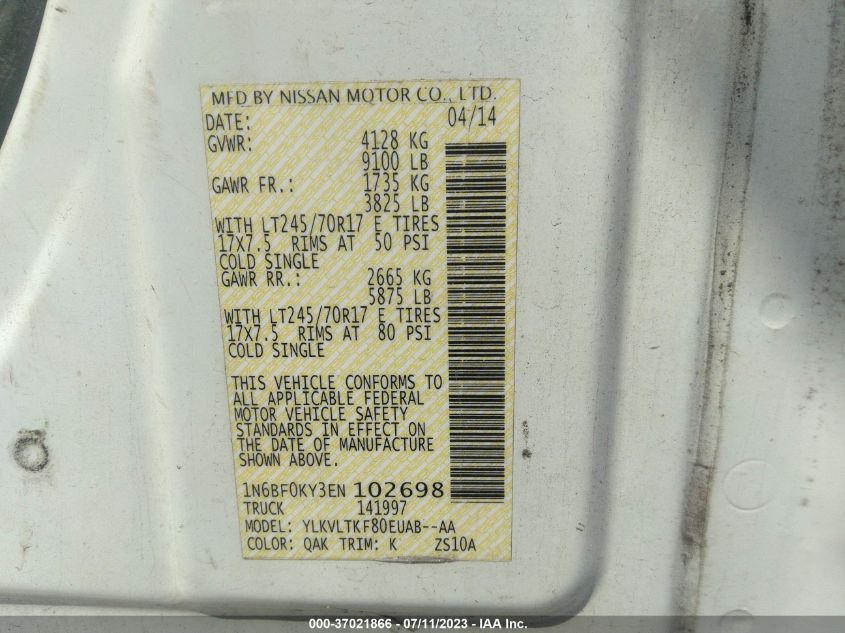 MFD BY NISSAN MOTOR CO., LTD.
DATE: 04/14
GVWR: 4128 KG
9100 LB
GAWR FR.: 1735 KG
3825 LB
WITH LT245/70R17 E TIRES
17X7.5 RIMS AT 50 PSI
COLD SINGLE
GAWR RR.: 2665 KG
5875 LB
WITH LT245/70R17 E TIRES
17X7.5 RIMS AT 80 PSI
COLD SINGLE
THIS VEHICLE CONFORMS TO
ALL APPLICABLE FEDERAL
MOTOR VEHICLE SAFETY
STANDARDS IN EFFECT ON
THE DATE OF MANUFACTURE
SHOWN ABOVE.
1N6BF0KY3EN 102698
TRUCK 141997
MODEL: YLKVLTKF80EUAB--AA
COLOR: QAK TRIM: K ZS10A
000-37021866 - 07/11/2023 - IAA Inc.